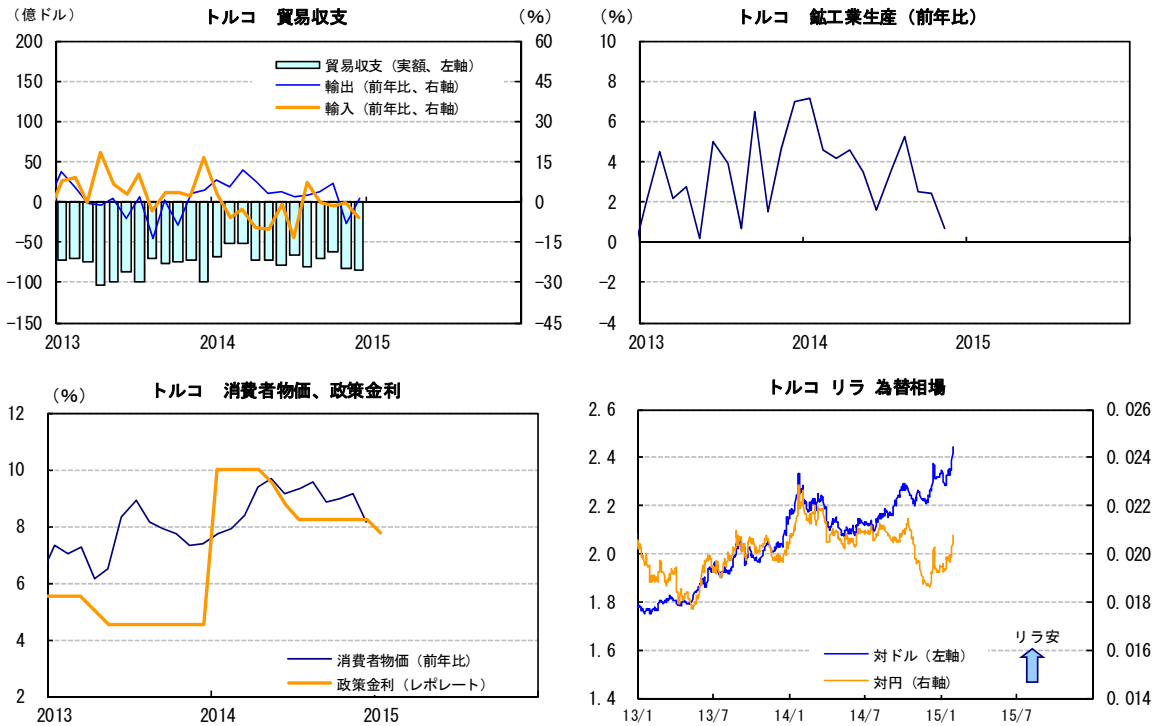 トルコ　貿易収支
（億ドル）
（%）
200
150
100
50
0
-50
-100
-150
60
45
30
15
0
-15
-30
-45
貿易収支（実額、左軸）
輸出（前年比、右軸）
輸入（前年比、右軸）
2013 2014 2015
トルコ　鉱工業生産（前年比）
（%）
10
8
6
4
2
0
-2
-4
2013 2014 2015
トルコ　消費者物価、政策金利
（%）
12
10
8
6
4
2
消費者物価（前年比）
政策金利（レポレート）
2013 2014 2015
トルコ リラ 為替相場
2.6
2.4
2.2
2.0
1.8
1.6
1.4
0.026
0.024
0.022
0.020
0.018
0.016
0.014
リラ安
対ドル（左軸）
対円（右軸）
13/1 13/7 14/1 14/7 15/1 15/7